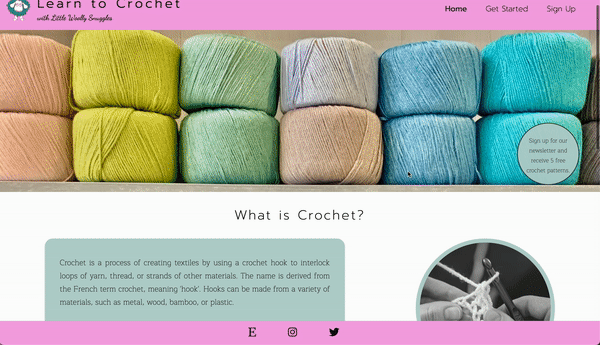 Learn to Crochet
with Little Woolly Snuggles
Home Get Started Sign Up
Sign up for our
newsletter and
receive 5 free
crochet patterns.
What is Crochet?
Crochet is a process of creating textiles by using a crochet hook to interlock
loops of yarn, thread, or strands of other materials. The name is derived from
the French term crochet, meaning 'hook'. Hooks can be made from a variety of
materials, such as metal, wood, bamboo, or plastic.
E